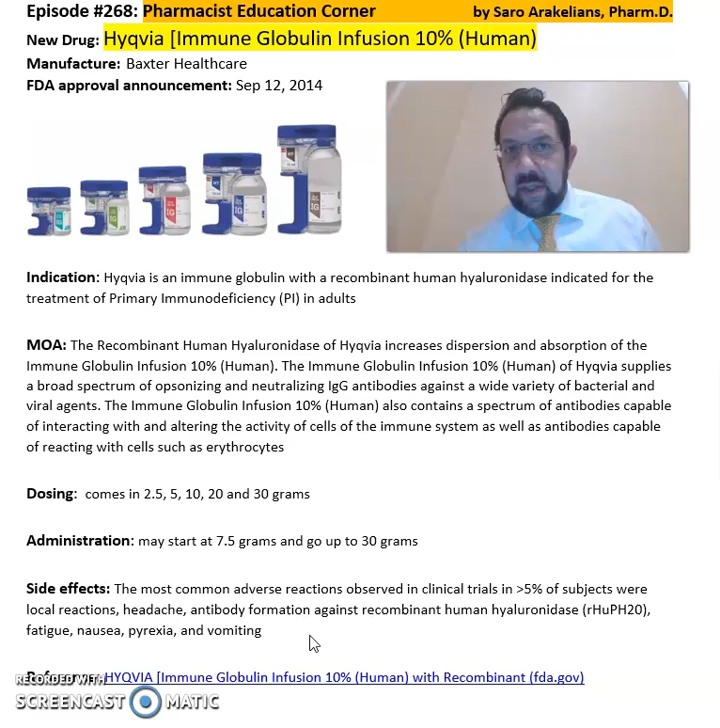 Episode #268: Pharmacist Education Corner by Saro Arakelians, Pharm.D.
New Drug: Hyqvia [Immune Globulin Infusion 10% (Human)
Manufacture: Baxter Healthcare
FDA approval announcement: Sep 12, 2014
IG IG IG IG
Indication: Hyqvia is an immune globulin with a recombinant human hyaluronidase indicated for the
treatment of Primary Immunodeficiency (PI) in adults
MOA: The Recombinant Human Hyaluronidase of Hyqvia increases dispersion and absorption of the
Immune Globulin Infusion 10% (Human). The Immune Globulin Infusion 10% (Human) of Hyqvia supplies
a broad spectrum of opsonizing and neutralizing IgG antibodies against a wide variety of bacterial and
viral agents. The Immune Globulin Infusion 10% (Human) also contains a spectrum of antibodies capable
of interacting with and altering the activity of cells of the immune system as well as antibodies capable
of reacting with cells such as erythrocytes
Dosing: comes in 2.5, 5, 10, 20 and 30 grams
Administration: may start at 7.5 grams and go up to 30 grams
Side effects: The most common adverse reactions observed in clinical trials in >5% of subjects were
local reactions, headache, antibody formation against recombinant human hyaluronidase (rHuPH20),
fatigue, nausea, pyrexia, and vomiting
HYQVIA [Immune Globulin Infusion 10% (Human) with Recombinant (fda.gov)
RECORDED WITH
SCREENCAST MATIC